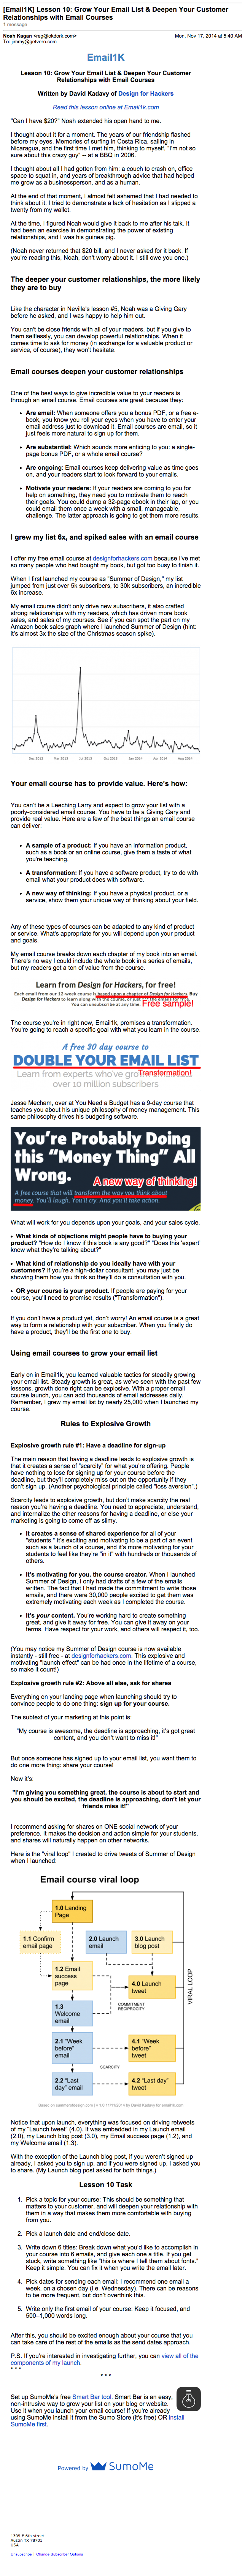 [Email1K] Lesson 10: Grow Your Email List & Deepen Your Customer
Relationships with Email Courses
1 message
Noah Kagan <reg@okdork.com> Mon, Nov 17, 2014 at 5:40 AM
To: jimmy@getvero.com
Email1K
Lesson 10: Grow Your Email List & Deepen Your Customer
Relationships with Email Courses
Written by David Kadavy of Design for Hackers
Read this lesson online at Email1k.com
"Can I have $20?" Noah extended his open hand to me.
I thought about it for a moment. The years of our friendship flashed
before my eyes. Memories of surfing in Costa Rica, sailing in
Nicaragua, and the first time I met him, thinking to myself, "I'm not so
sure about this crazy guy" – at a BBQ in 2006.
I thought about all I had gotten from him: a couch to crash on, office
space to squat in, and years of breakthrough advice that had helped
me grow as a businessperson, and as a human.
At the end of that moment, I almost felt ashamed that I had needed to
think about it. I tried to demonstrate a lack of hesitation as I slipped a
twenty from my wallet.
At the time, I figured Noah would give it back to me after his talk. It
had been an exercise in demonstrating the power of existing
relationships, and I was his guinea pig.
(Noah never returned that $20 bill, and I never asked for it back. If
you're reading this, Noah, don't worry about it. I still owe you one.)
The deeper your customer relationships, the more likely
they are to buy
Like the character in Neville's lesson #5, Noah was a Giving Gary
before he asked, and I was happy to help him out.
You can't be close friends with all of your readers, but if you give to
them selflessly, you can develop powerful relationships. When it
comes time to ask for money (in exchange for a valuable product or
service, of course), they won't hesitate.
Email courses deepen your customer relationships
One of the best ways to give incredible value to your readers is
through an email course. Email courses are great because they:
• Are email: When someone offers you a bonus PDF, or a free e-
book, you know you roll your eyes when you have to enter your
email address just to download it. Email courses are email, so it
just feels more natural to sign up for them.
• Are substantial: Which sounds more enticing to you: a single-
page bonus PDF, or a whole email course?
• Are ongoing: Email courses keep delivering value as time goes
on, and your readers start to look forward to your emails.
• Motivate your readers: If your readers are coming to you for
help on something, they need you to motivate them to reach
their goals. You could dump a 32-page ebook in their lap, or you
could email them once a week with a small, manageable,
challenge. The latter approach is going to get them more results.
I grew my list 6x, and spiked sales with an email course
I offer my free email course at designforhackers.com because I've met
so many people who had bought my book, but got too busy to finish it.
When I first launched my course as "Summer of Design," my list
jumped from just over 5k subscribers, to 30k subscribers, an incredible
6x increase.
My email course didn't only drive new subscribers, it also crafted
strong relationships with my readers, which has driven more book
sales, and sales of my courses. See if you can spot the part on my
Amazon book sales graph where I launched Summer of Design (hint:
it's almost 3x the size of the Christmas season spike).
Your email course has to provide value. Here's how:
You can't be a Leeching Larry and expect to grow your list with a
poorly-considered email course. You have to be a Giving Gary and
provide real value. Here are a few of the best things an email course
can deliver:
• A sample of a product: If you have an information product,
such as a book or an online course, give them a taste of what
you're teaching.
• A transformation: If you have a software product, try to do with
email what your product does with software.
• A new way of thinking: If you have a physical product, or a
service, show them your unique way of thinking about your field.
Any of these types of courses can be adapted to any kind of product
or service. What's appropriate for you will depend upon your product
and goals.
My email course breaks down each chapter of my book into an email.
There's no way I could include the whole book in a series of emails,
but my readers get a ton of value from the course.
Learn from Design for Hackers, for free!
Each email from our 12-week course is based upon a chapter of Design for Hackers. Buy
You can unsubscribe at any time.
Free sample!
The course you're in right now, Email1k, promises a transformation.
You're going to reach a specific goal with what you learn in the course.
A free 30 day course to
DOUBLE YOUR EMAIL LIST
Learn from experts who've gro
Transformation!
over 10 million subscribers
Jesse Mecham, over at You Need a Budget has a 9-day course that
teaches you about his unique philosophy of money management. This
same philosophy drives his budgeting software.
You're Probably Doing
this "Money Thing" All
Wrong.
A new way of thinking!
A free course that will transform the way you think about
money. You'll laugh. You'll cry. And you'll take action.
What will work for you depends upon your goals, and your sales cycle.
• What kinds of objections might people have to buying your
product? "How do I know if this book is any good?" "Does this 'expert'
know what they're talking about?"
• What kind of relationship do you ideally have with your
customers? If you're a high-dollar consultant, you may just be
showing them how you think should they'll do a consultation with you.
• OR your course is your product. If people are paying for your
course, you'll need to promise results ("Transformation").
If you don't have a product yet, don't worry! An email course is a great
way to form a relationship with your subscriber. When you finally do
have a product, they'll be the first one to buy.
Using email courses to grow your email list
Early on in Email1k, you learned valuable tactics for steadily growing
your list. Steady growth is great, as we've seen with the past few
lessons, growth done right can be explosive. With a proper email
course launch, you can add thousands of email addresses daily.
Remember, I grew my email list by nearly 25,000 when I launched my
course.
Rules to Explosive Growth
Explosive growth rule #1: Have a deadline for sign-up
The main reason that having a deadline leads to explosive growth is
that it creates a sense of "scarcity" for what you're offering. People
have nothing to lose for signing up for your course before the
deadline, but they'll completely miss out on the opportunity if they
don't sign up. (Another psychological principle called "loss aversion".)
Scarcity leads to explosive growth, but don't make scarcity the real
reason you're having a deadline. You need to appreciate, understand,
and internalize the other reasons for having a deadline, or else your
marketing is going to come off as slimy.
• It creates a sense of shared experience for all of your
"students." It's exciting and motivating to be a part of an event
such as a launch of a course, and it's more motivating for your
students to feel like they're "in it" with hundreds or thousands of
others.
• It's motivating for you, the course creator. When I launched
Summer of Design, I only had drafts of a few of the emails
written. The fact that I had made the commitment to write those
emails, and there were 30,000 people excited to get them was
extremely motivating each week as I completed the emails for
the course.
• It's your content. You're working hard to create something
great, and give it away for free. You can give it away on your
terms. Have respect for your work, and others will respect it, too.
(You may notice my Summer of Design course is now available
instantly - still free - at designforhackers.com. This explosive and
motivating "launch effect" can be had once in the lifetime of a course,
so make it count!)
Explosive growth rule #2: Above all else, ask for shares
Everything on your landing page when launching should try to
convince people to do one thing: sign up for your course.
The subtext of your marketing at this point is:
"My course is awesome, the deadline is approaching, it's got great
content, and you don't want to miss it!"
But once someone has signed up to your email list, you want them to
do one more thing: share your course!
Now it's:
"I'm giving you something great, the course is about to start and
you should be excited, the deadline is approaching, don't let your
friends miss it!"
I recommend asking for shares on ONE social network of your
preference. It makes the decision and action simple for your students,
and shares will naturally happen on other networks.
Here is the "viral loop" I created to drive tweets of Summer of Design
when I launched:
Email course viral loop
1.0 Landing
Page
1.1 Confirm
email page
2.0 Launch
email
3.0 Launch
blog post
1.2 Email
success
page
4.0 Launch
tweet
COMMITMENT
RECIPROCITY
VIRAL LOOP
1.3
Welcome
email
2.1 "Week
before"
email
4.1 "Week
before"
tweet
SCARCITY
2.2 "Last
day" email
4.2 "Last day"
tweet
Notice that upon launch, everything was focused on driving retweets
of my "Launch tweet" (4.0). It was embedded in my Launch email
(2.0), my Launch blog post (3.0), my Email success page (1.2), and
my Welcome email (1.3).
With the exception of the Launch blog post, if you weren't signed up
already, I asked you to sign up, and if you were signed up, I asked you
to share. (My Launch blog post asked for both things.)
Lesson 10 Task
1. Pick a topic for your course: This should be something that
matters to your customer, and will deepen your relationship with
them in a way that makes them more comfortable with buying
from you.
2. Pick a launch date and end/close date.
3. Write down 6 titles: Break down what you'd like to accomplish in
your course into 6 emails, and give each one a title. If you get
stuck, write something like "this is where I tell them about fonts."
Keep it simple. You can fix it when you write the email later.
4. Pick dates for sending each email: I recommend one email a
week, on a chosen day (i.e. Wednesday). There can be reasons
to be more frequent, but don't overthink this.
5. Write only the first email of your course: Keep it focused, and
500–1,000 words long.
After this, you should be excited enough about your course that you
can take care of the rest of the emails as the send dates approach.
P.S. If you're interested in investigating further, you can view all of the
components of my launch.
Set up SumoMe's free Smart Bar tool. Smart Bar is an easy,
non-intrusive way to grow your list on your blog or website.
Use it when you launch your email course! If you're already
using SumoMe install it from the Sumo Store (it's free) OR install
SumoMe first.
Powered by SumoMe
1305 E 6th street
Austin TX 78701
USA
Unsubscribe | Change Subscriber Options